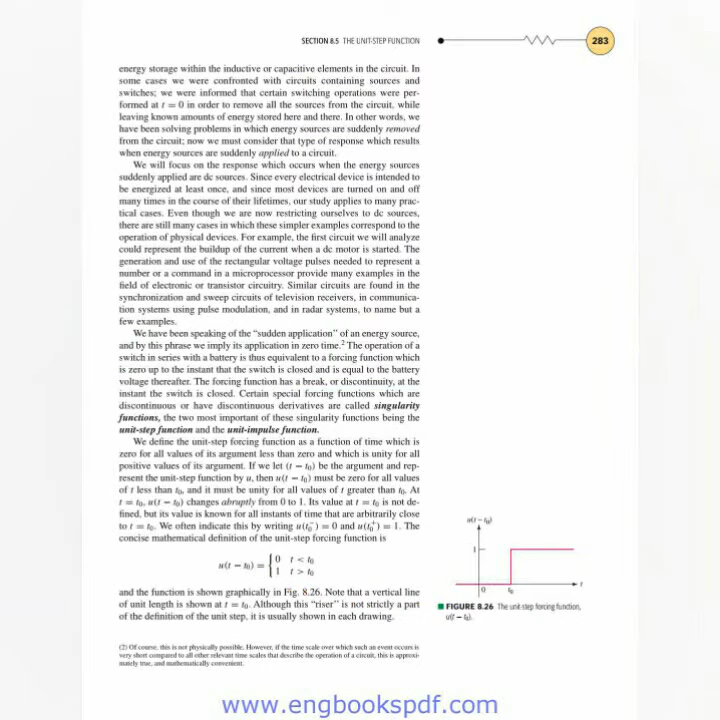 SECTION 8.5 THE UNIT-STEP FUNCTION
283
energy storage within the inductive or capacitive elements in the circuit. In
some cases we were confronted with circuits containing sources and
switches; we were informed that certain switching operations were per-
formed at t = 0 in order to remove all the sources from the circuit, while
leaving known amounts of energy stored here and there. In other words, we
have been solving problems in which energy sources are suddenly removed
from the circuit; now we must consider that type of response which results
when energy sources are suddenly applied to a circuit.
We will focus on the response which occurs when the energy sources
suddenly applied are dc sources. Since every electrical device is intended to
be energized at least once, and since most devices are turned on and off
many times in the course of their lifetimes, our study applies to many prac-
tical cases. Even though we are now restricting ourselves to dc sources,
there are still many cases in which these simpler examples correspond to the
operation of physical devices. For example, the first circuit we will analyze
could represent the buildup of the current when a dc motor is started. The
generation and use of the rectangular voltage pulses needed to represent a
number or a command in a microprocessor provide many examples in the
field of electronic or transistor circuitry. Similar circuits are found in the
synchronization and sweep circuits of television receivers, in communica-
tion systems using pulse modulation, and in radar systems, to name but a
few examples.
We have been speaking of the "sudden application" of an energy source,
and by this phrase we imply its application in zero time.² The operation of a
switch in series with a battery is thus equivalent to a forcing function which
is zero up to the instant that the switch is closed and is equal to the battery
voltage thereafter. The forcing function has a break, or discontinuity, at the
instant the switch is closed. Certain special forcing functions which are
discontinuous or have discontinuous derivatives are called singularity
functions, the two most important of these singularity functions being the
unit-step function and the unit-impulse function.
We define the unit-step forcing function as a function of time which is
zero for all values of its argument less than zero and which is unity for all
positive values of its argument. If we let (t − t₀) be the argument and rep-
resent the unit-step function by u, then u(t − t₀) must be zero for all values
of t less than t₀, and it must be unity for all values of t greater than t₀. At
t = t₀, u(t − t₀) changes abruptly from 0 to 1. Its value at t = t₀ is not de-
fined, but its value is known for all instants of time that are arbitrarily close
to t = t₀. We often indicate this by writing u(t₀⁻) = 0 and u(t₀⁺) = 1. The
concise mathematical definition of the unit-step forcing function is
u(t − t₀) = { 0 t < t₀
1 t > t₀
and the function is shown graphically in Fig. 8.26. Note that a vertical line
of unit length is shown at t = t₀. Although this "riser" is not strictly a part
of the definition of the unit step, it is usually shown in each drawing.
u(t − t₀)
1
0 t₀ t
FIGURE 8.26 The unit-step forcing function,
u(t − t₀).
(2) Of course, this is not physically possible. However, if the time scale over which such an event occurs is
very short compared to all other relevant time scales that describe the operation of a circuit, this is approxi-
mately true, and mathematically convenient.
www.engbookspdf.com